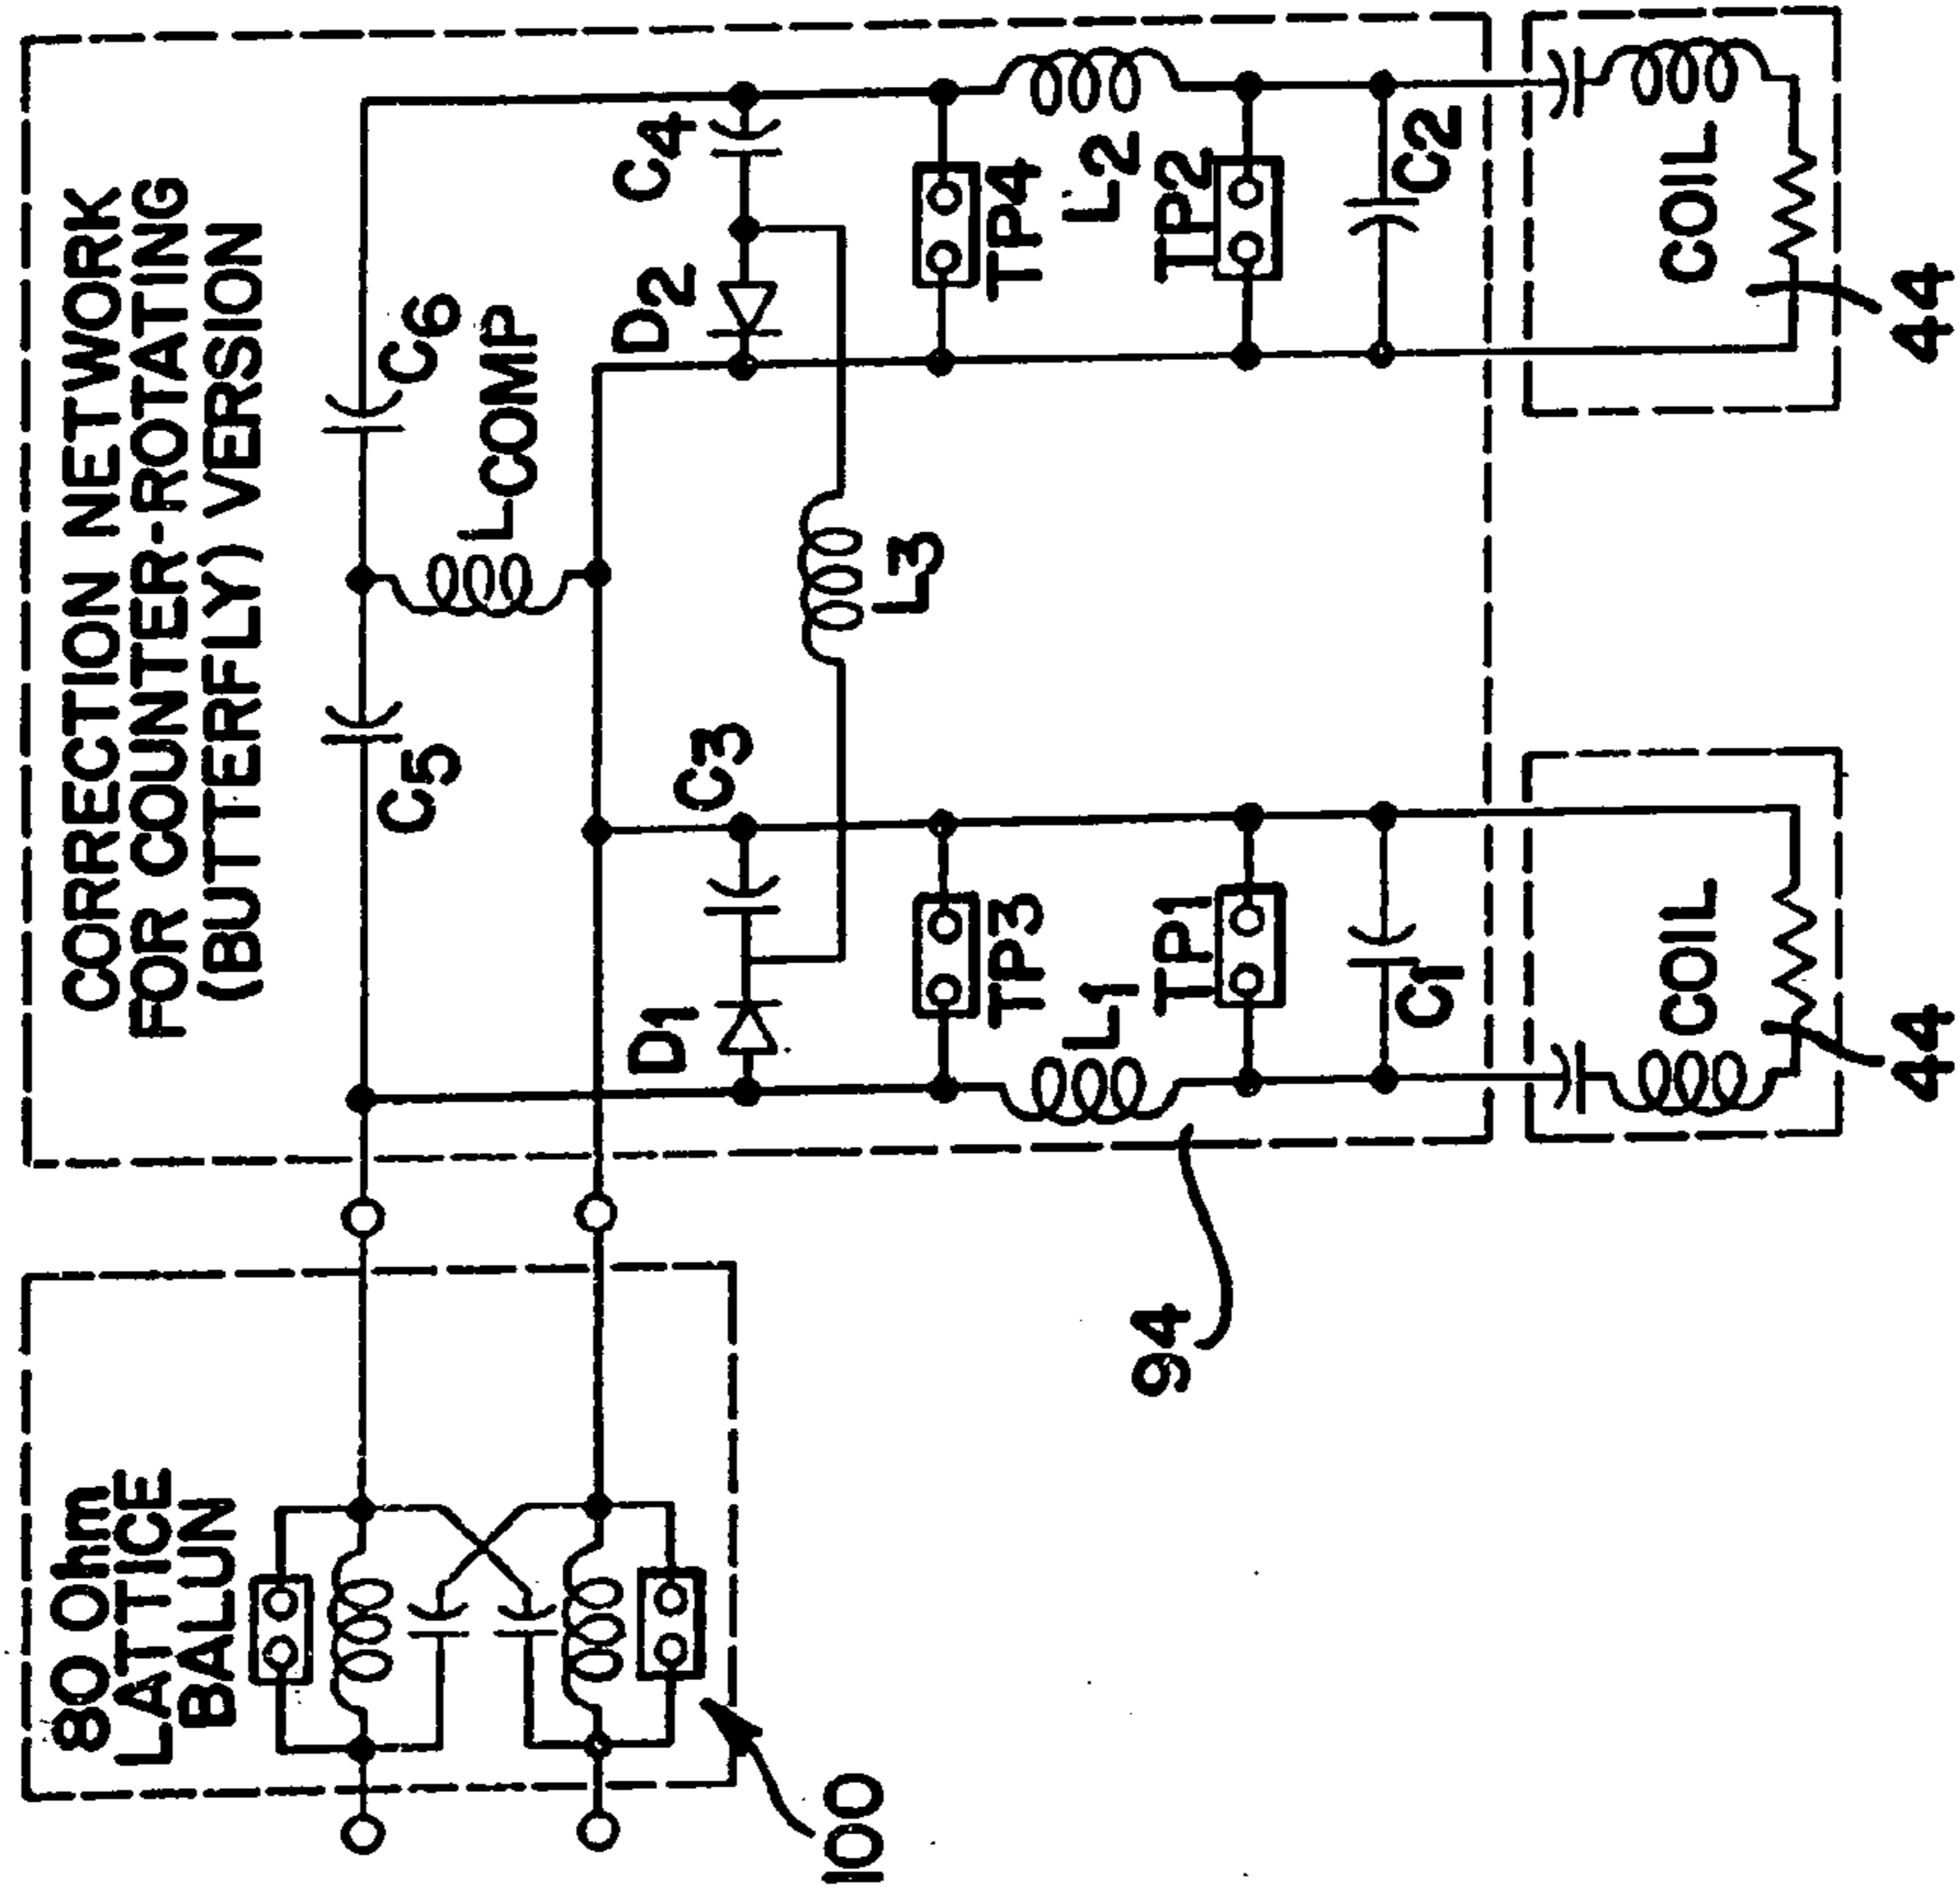 80 Ohm
LATTICE
BALUN
100
CORRECTION NETWORK
FOR COUNTER-ROTATING
(BUTTERFLY) VERSION
C5
C6
LCOMP
D1
C3
D2
C4
L3
TP3
TP4
L1
L2
TP1
TP2
C1
C2
94
COIL
COIL
44
44